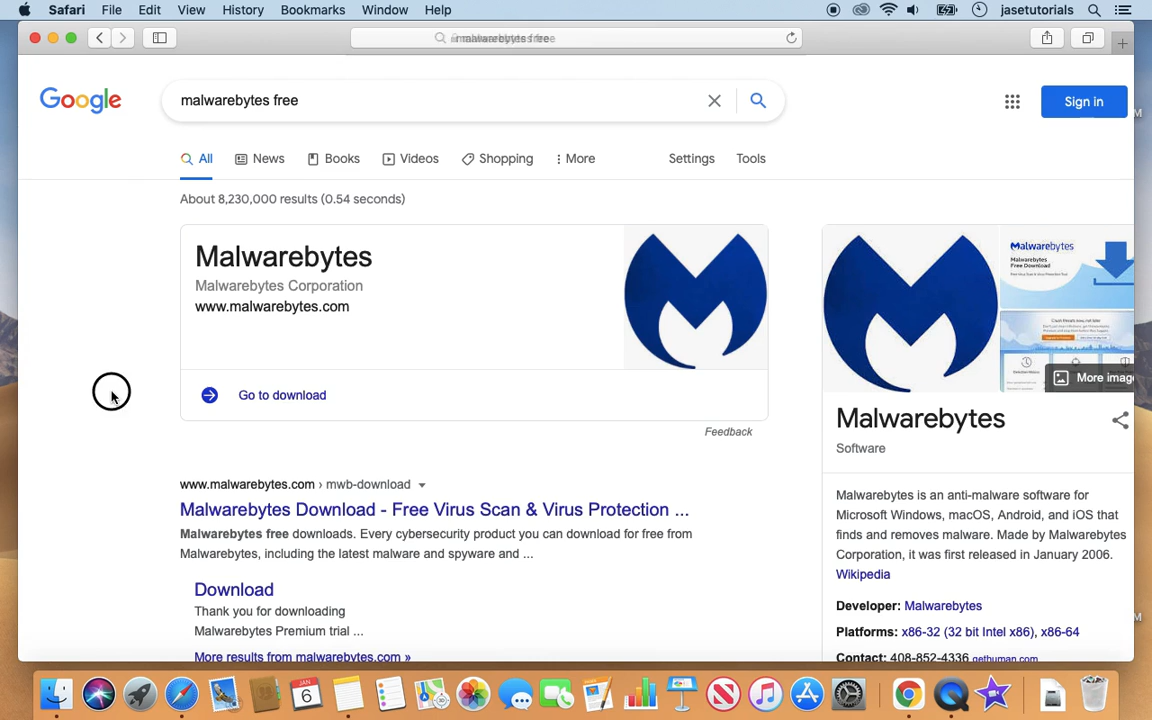 Safari File Edit View History Bookmarks Window Help jasetutorials
malwarebytes free
Google
malwarebytes free
Sign in
All News Books Videos Shopping More Settings Tools
About 8,230,000 results (0.54 seconds)
Malwarebytes
Malwarebytes Corporation
www.malwarebytes.com
Go to download
Feedback
www.malwarebytes.com › mwb-download
Malwarebytes Download - Free Virus Scan & Virus Protection ...
Malwarebytes free downloads. Every cybersecurity product you can download for free from
Malwarebytes, including the latest malware and spyware and ...
Download
Thank you for downloading
Malwarebytes Premium trial ...
More results from malwarebytes.com »
Malwarebytes
Malwarebytes
Free Download
More imag
Malwarebytes
Software
Malwarebytes is an anti-malware software for
Microsoft Windows, macOS, Android, and iOS that
finds and removes malware. Made by Malwarebytes
Corporation, it was first released in January 2006.
Wikipedia
Developer: Malwarebytes
Platforms: x86-32 (32 bit Intel x86), x86-64
Contact: 408-852-4336 gethuman.com
M
M
JAN
6